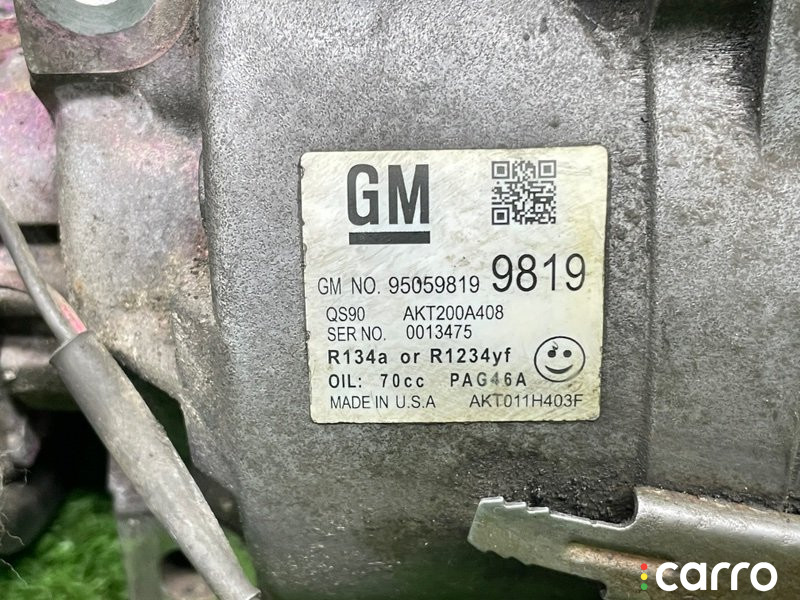 GM
GM NO. 95059819 9819
QS90 AKT200A408
SER NO. 0013475
R134a or R1234yf
OIL: 70cc PAG46A
MADE IN U.S.A AKT011H403F
carro